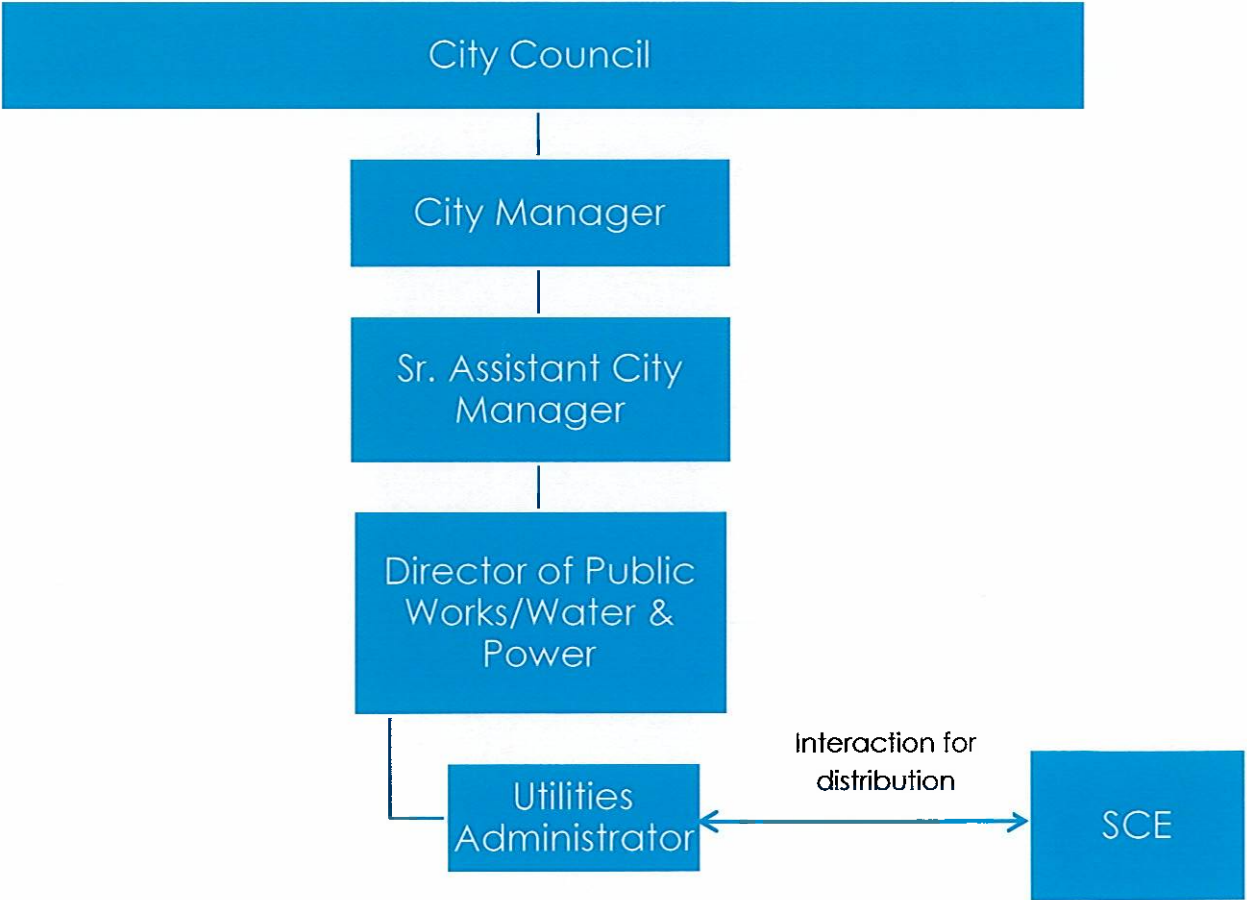 City Council
City Manager
Sr. Assistant City
Manager
Director of Public
Works/Water &
Power
Interaction for
distribution
Utilities
Administrator
SCE